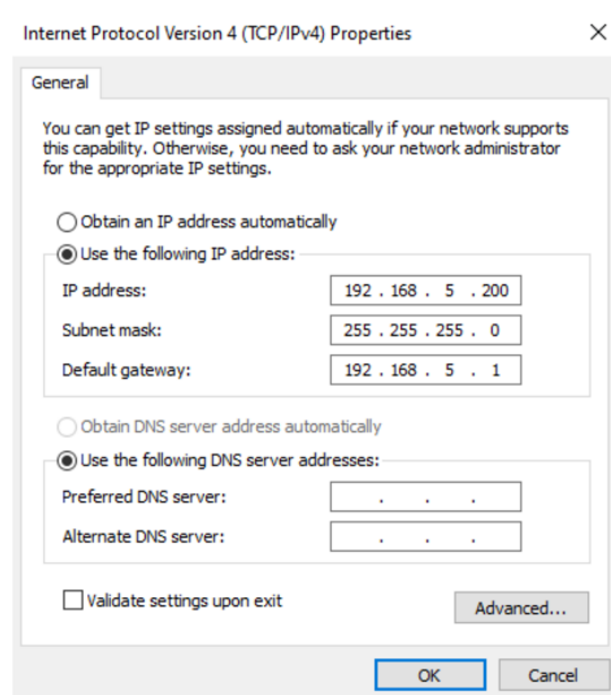 Internet Protocol Version 4 (TCP/IPv4) Properties
General
You can get IP settings assigned automatically if your network supports
this capability. Otherwise, you need to ask your network administrator
for the appropriate IP settings.
Obtain an IP address automatically
Use the following IP address:
IP address: 192 . 168 . 5 . 200
Subnet mask: 255 . 255 . 255 . 0
Default gateway: 192 . 168 . 5 . 1
Obtain DNS server address automatically
Use the following DNS server addresses:
Preferred DNS server: . . .
Alternate DNS server: . . .
Validate settings upon exit
Advanced...
OK Cancel